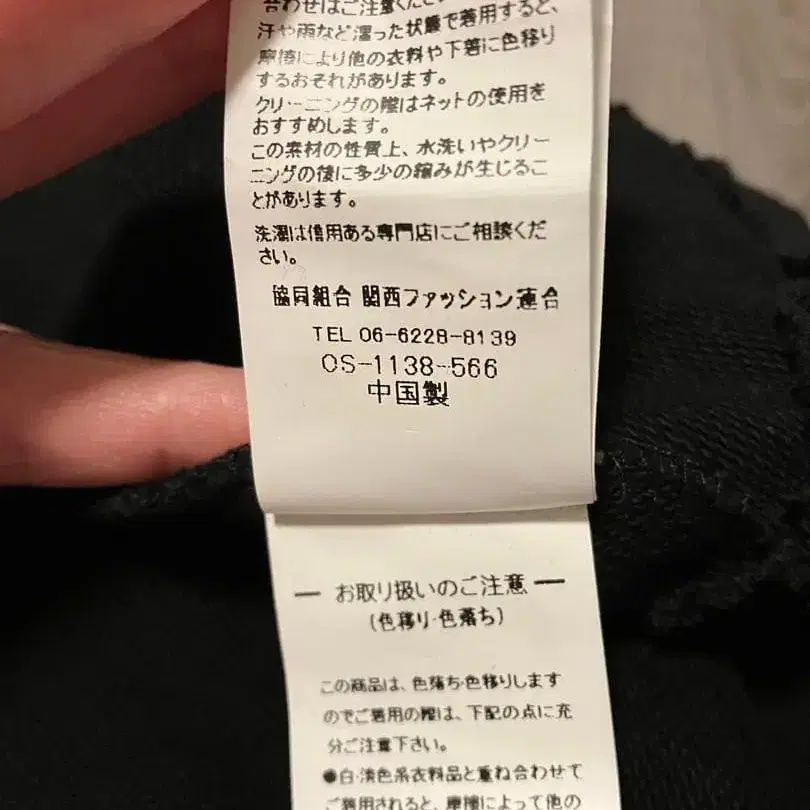 合わせはご注意ください
汗や雨など湿った状態で着用すると、
摩擦により他の衣料や下着に色移り
するおそれがあります。
クリーニングの際はネットの使用を
おすすめします。
この素材の性質上、水洗いやクリー
ニングの後に多少の縮みが生じるこ
とがあります。
洗濯は信用ある専門店にご相談くだ
さい。
協同組合 関西ファッション連合
TEL 06-6228-8139
OS-1138-566
中国製
ー お取り扱いのご注意 ー
(色移り·色落ち)
この商品は、色落ち·色移りします
のでご着用の際は、下記の点に充
分ご注意下さい。
●白·淡色系衣料品と重ね合わせて
ご着用されると、摩擦によって他の